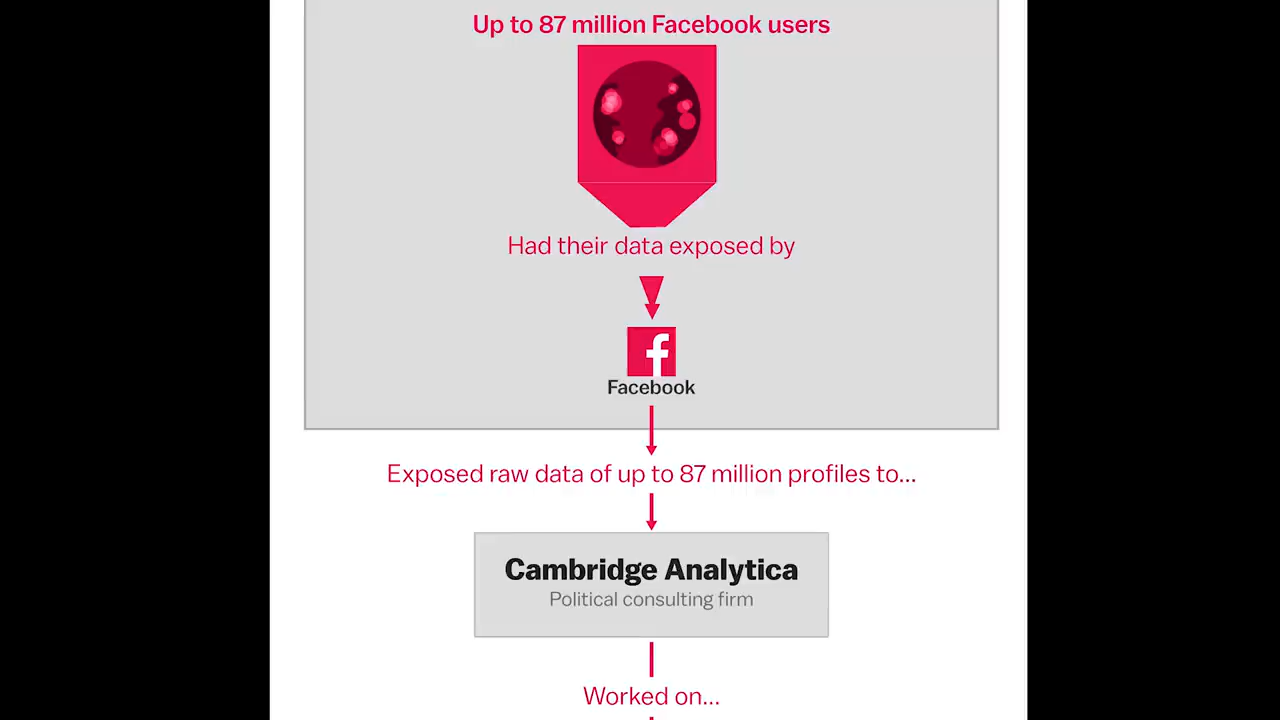 Up to 87 million Facebook users
Had their data exposed by
f
Facebook
Exposed raw data of up to 87 million profiles to...
Cambridge Analytica
Political consulting firm
Worked on...